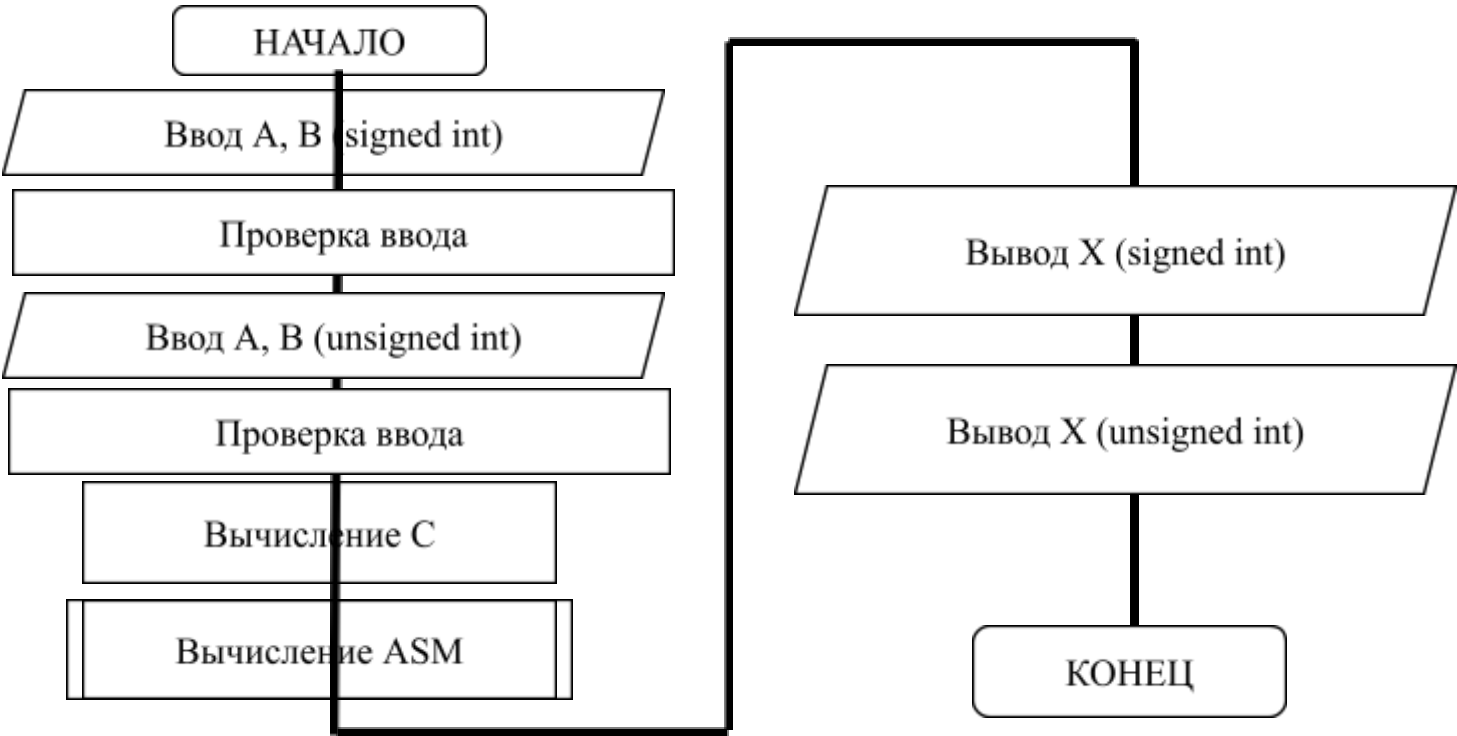 НАЧАЛО
Ввод A, B (signed int)
Проверка ввода
Ввод A, B (unsigned int)
Проверка ввода
Вычисление C
Вычисление ASM
Вывод X (signed int)
Вывод X (unsigned int)
КОНЕЦ